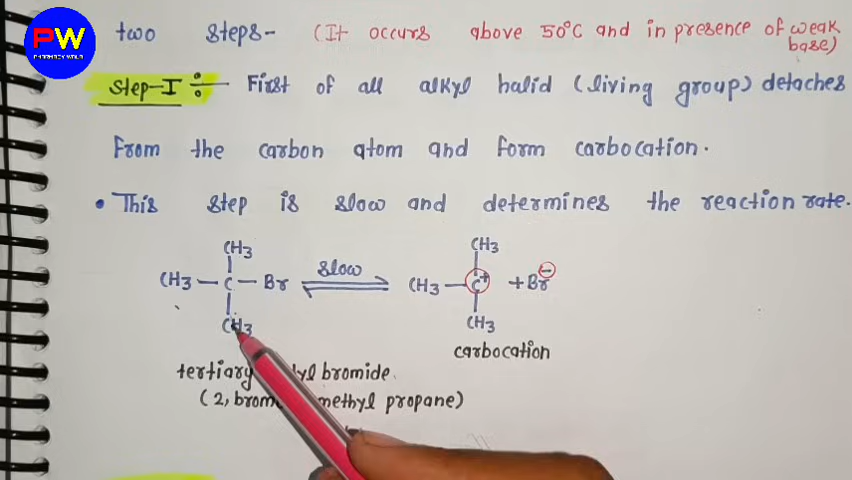 PW
PHARMACY WALA
two steps- (It occurs above 50°C and in presence of weak base)
Step-I ÷ First of all alkyl halid (living group) detaches
From the carbon atom and form carbocation.
• This step is slow and determines the reaction rate.
CH3 CH3
CH3 - C - Br slow CH3 - C+ + Br⊖
CH3 CH3
carbocation
tertiary bromide.
(2, methyl propane)